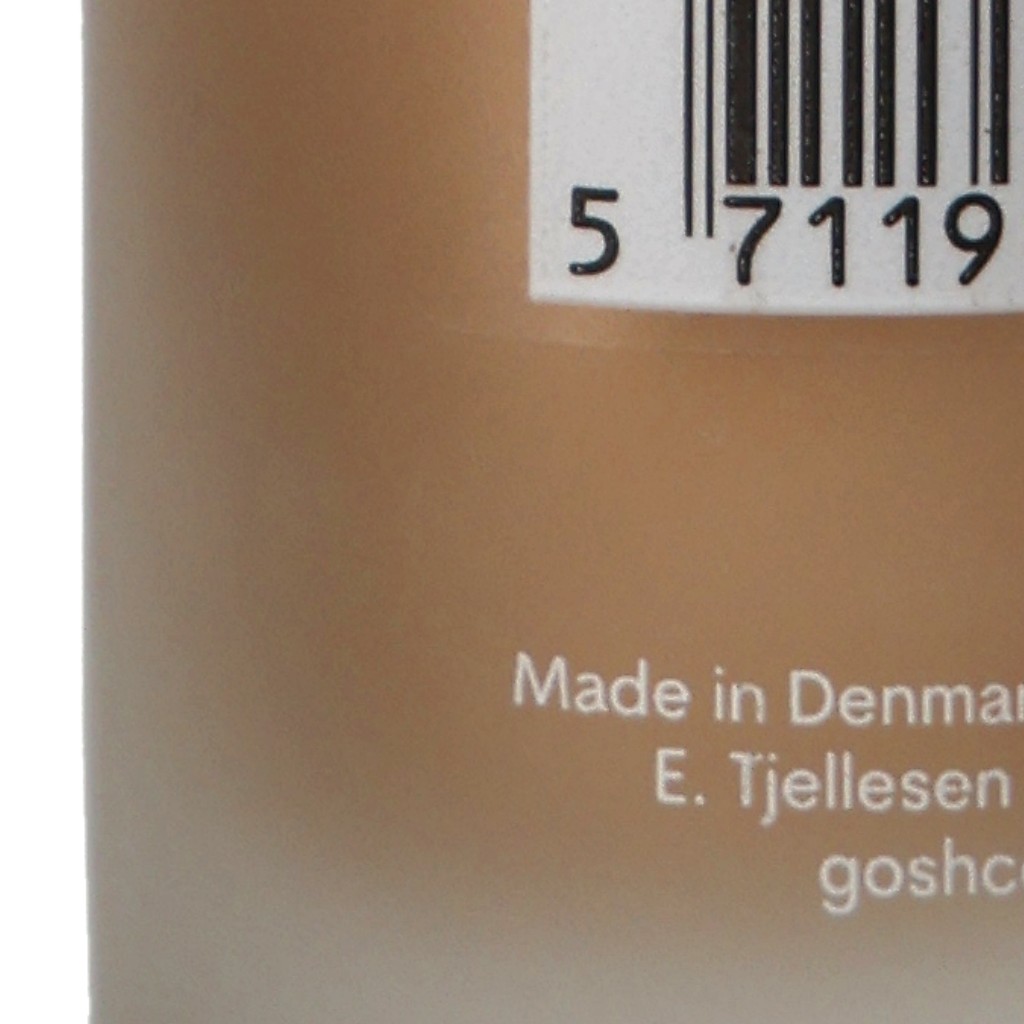 5 7119
Made in Denmar
E. Tjellesen
goshc